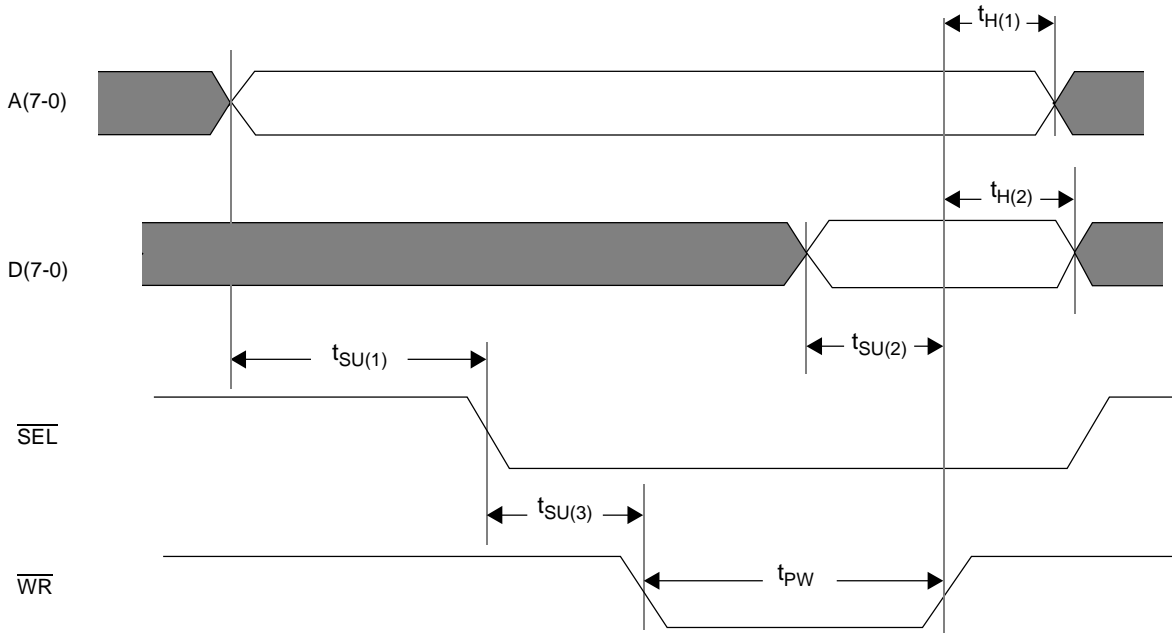 tH(1)
A(7-0)
tH(2)
D(7-0)
tSU(1)
tSU(2)
SEL
tSU(3)
tPW
WR